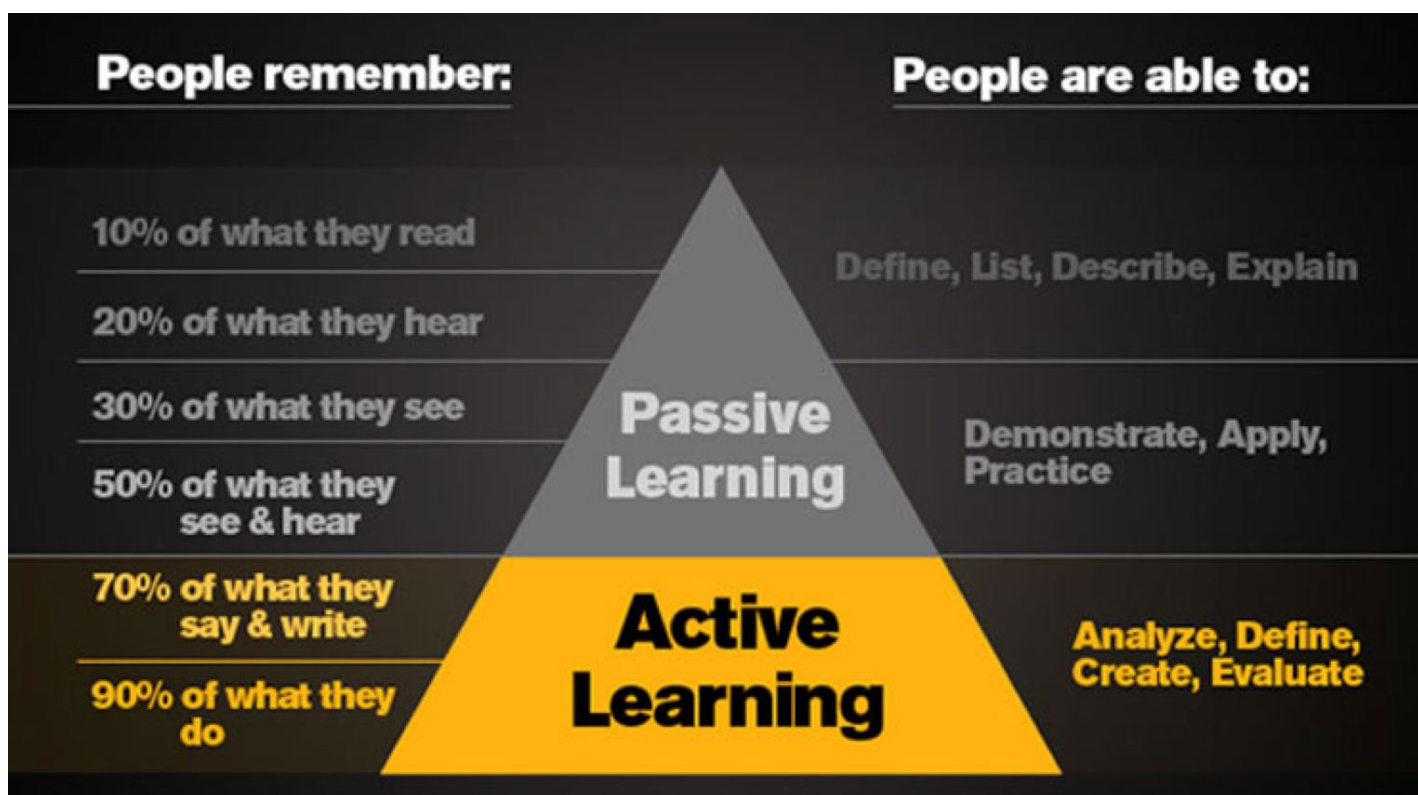 People remember:
People are able to:
10% of what they read
Define, List, Describe, Explain
20% of what they hear
30% of what they see
Demonstrate, Apply,
Practice
50% of what they
see & hear
Passive
Learning
70% of what they
say & write
90% of what they
do
Active
Learning
Analyze, Define,
Create, Evaluate